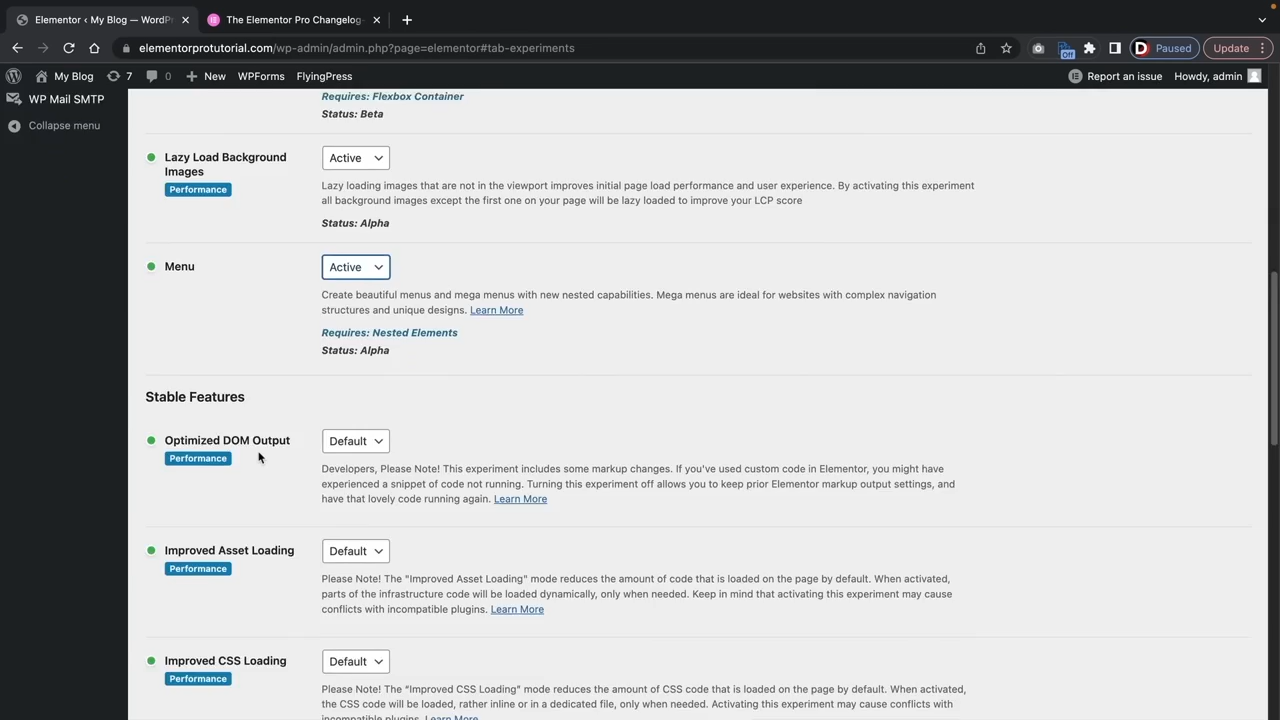 Elementor ‹ My Blog — WordPr
The Elementor Pro Changelog-
elementorprotutorial.com/wp-admin/admin.php?page=elementor#tab-experiments
Off
D Paused
Update
My Blog
7
0
New
WPForms
FlyingPress
Report an issue
Howdy, admin
WP Mail SMTP
Collapse menu
Requires: Flexbox Container
Status: Beta
Lazy Load Background
Images
Performance
Active
Lazy loading images that are not in the viewport improves initial page load performance and user experience. By activating this experiment
all background images except the first one on your page will be lazy loaded to improve your LCP score
Status: Alpha
Menu
Active
Create beautiful menus and mega menus with new nested capabilities. Mega menus are ideal for websites with complex navigation
structures and unique designs. Learn More
Requires: Nested Elements
Status: Alpha
Stable Features
Optimized DOM Output
Performance
Default
Developers, Please Note! This experiment includes some markup changes. If you've used custom code in Elementor, you might have
experienced a snippet of code not running. Turning this experiment off allows you to keep prior Elementor markup output settings, and
have that lovely code running again. Learn More
Improved Asset Loading
Performance
Default
Please Note! The "Improved Asset Loading" mode reduces the amount of code that is loaded on the page by default. When activated,
parts of the infrastructure code will be loaded dynamically, only when needed. Keep in mind that activating this experiment may cause
conflicts with incompatible plugins. Learn More
Improved CSS Loading
Performance
Default
Please Note! The "Improved CSS Loading" mode reduces the amount of CSS code that is loaded on the page by default. When activated,
the CSS code will be loaded, rather inline or in a dedicated file, only when needed. Activating this experiment may cause conflicts with
incompatible plugins. Learn More